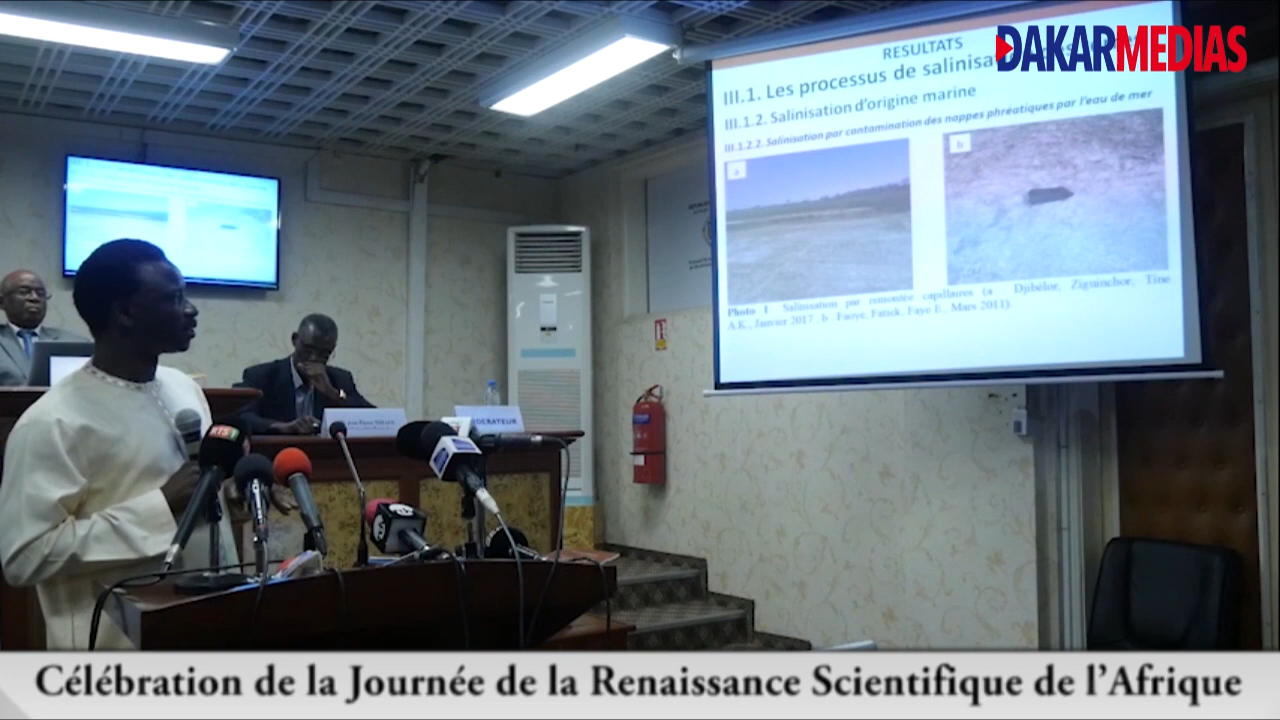 DAKARMEDIAS
RESULTATS
III.1. Les processus de salinisa
III.1.2. Salinisation d'origine marine
III.1.2.2. Salinisation par contamination des nappes phréatiques par l'eau de mer
a
b
Photo 1 Salinisation par remontée capillaires (a Djibélor, Ziguinchor, Tine
A.K., Janvier 2017, b Faoye, Fatick, Faye E., Mars 2011).
RTS
Célébration de la Journée de la Renaissance Scientifique de l'Afrique